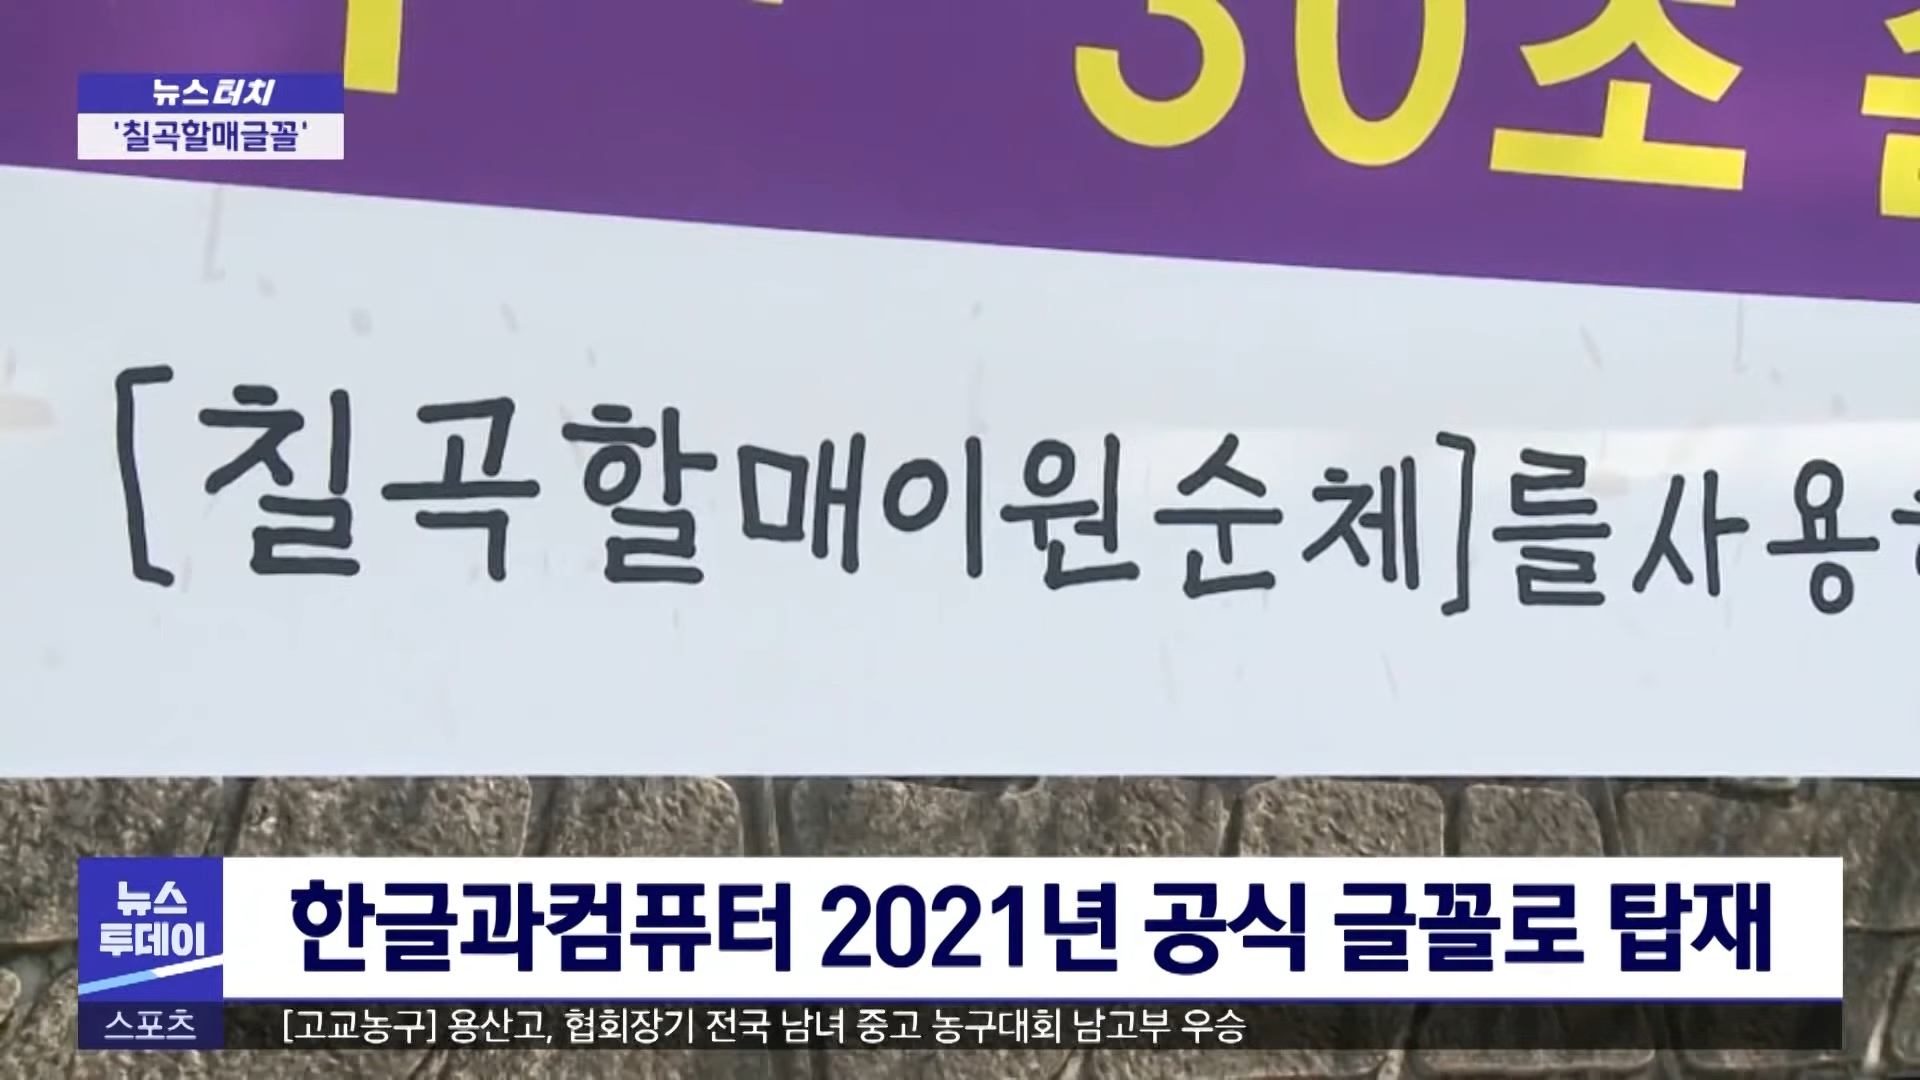 30조
뉴스터치
'칠곡할매글꼴'
[칠곡할매이원순체]를사용
뉴스
투데이
한글과컴퓨터 2021년 공식 글꼴로 탑재
스포츠
[고교농구] 용산고, 협회장기 전국 남녀 중고 농구대회 남고부 우승